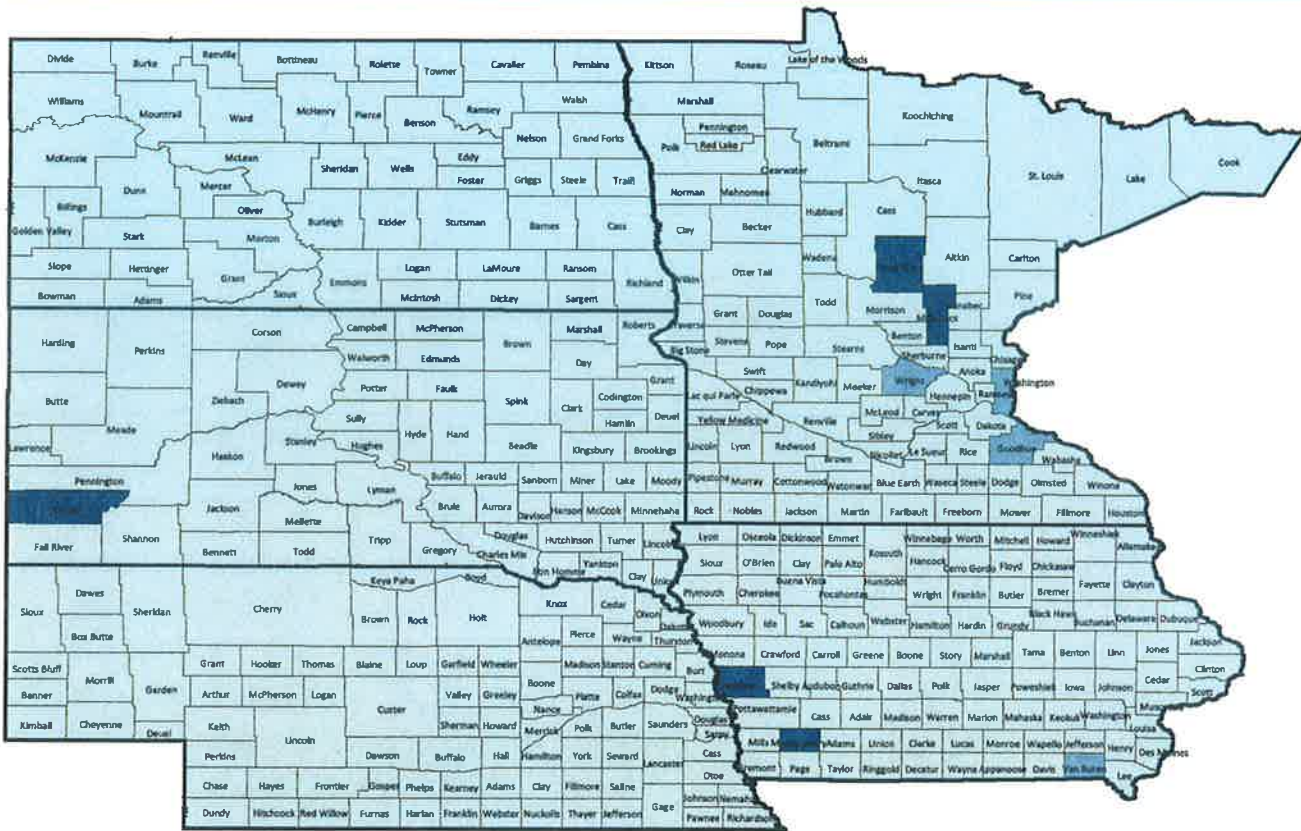 Divide Burke Renville Bottineau Rolette Towner Cavalier Pembina Kittson Roseau Lake of the Woods
Williams Mountrail Ward McHenry Pierce Benson Ramsey Walsh Marshall Koochiching
Nelson Grand Forks Polk Pennington Beltrami
Red Lake
McKenzie McLean Sheridan Wells Eddy Clearwater Itasca St. Louis Lake Cook
Dunn Mercer Foster Griggs Steele Traill Norman Mahnomen
Billings Oliver Hubbard Cass
Golden Valley Stark Morton Burleigh Kidder Stutsman Barnes Cass Clay Becker
Slope Hettinger Grant Emmons Logan LaMoure Ransom Richland Wilkin Otter Tail Wadena Aitkin Carlton
Bowman Adams Sioux McIntosh Dickey Sargent Todd Pine
Harding Perkins Corson Campbell McPherson Brown Marshall Roberts Traverse Grant Douglas Morrison
Walworth Edmunds Day Big Stone Stevens Pope Benton Isanti
Butte Ziebach Dewey Potter Faulk Spink Grant Swift Stearns Sherburne Anoka Chisago
Meade Sully Clark Codington Deuel Lac qui Parle Chippewa Kandiyohi Meeker Wright Hennepin Ramsey Washington
Lawrence Haakon Stanley Hughes Hyde Hand Beadle Hamlin Yellow Medicine Renville McLeod Carver Scott Dakota
Kingsbury Brookings Lincoln Lyon Redwood Sibley Nicollet Le Sueur Rice Goodhue Wabasha
Pennington Jones Lyman Buffalo Jerauld Sanborn Miner Lake Moody Pipestone Murray Cottonwood Brown Watonwan Blue Earth Waseca Steele Dodge Olmsted Winona
Jackson Mellette Brule Aurora Davison Hanson McCook Minnehaha Rock Nobles Jackson Martin Faribault Freeborn Mower Fillmore Houston
Fall River Shannon Bennett Todd Tripp Gregory Douglas Charles Mix Hutchinson Turner Lincoln
Bon Homme Yankton Clay Union
Lyon Osceola Dickinson Emmet Kossuth Winnebago Worth Mitchell Howard Winneshiek Allamakee
Sioux O'Brien Clay Palo Alto Hancock Cerro Gordo Floyd Chickasaw
Plymouth Cherokee Buena Vista Pocahontas Humboldt Wright Franklin Butler Bremer Fayette Clayton
Woodbury Ida Sac Calhoun Webster Hamilton Hardin Grundy Black Hawk Buchanan Delaware Dubuque
Sioux Dawes Sheridan Cherry Keya Paha Boyd Knox Cedar Dixon Dakota
Box Butte Brown Rock Holt Antelope Pierce Wayne Thurston
Monona Crawford Carroll Greene Boone Story Marshall Tama Benton Linn Jones Jackson
Scotts Bluff Morrill Garden Grant Hooker Thomas Blaine Loup Garfield Wheeler Boone Madison Stanton Cuming Burt
Shelby Audubon Guthrie Dallas Polk Jasper Poweshiek Iowa Johnson Cedar Clinton Scott
Banner Arthur McPherson Logan Custer Valley Greeley Nance Platte Colfax Dodge Washington
Pottawattamie Cass Adair Madison Warren Marion Mahaska Keokuk Washington Louisa
Kimball Cheyenne Deuel Keith Lincoln Sherman Howard Merrick Polk Butler Saunders Douglas Sarpy
Mills Adams Union Clarke Lucas Monroe Wapello Jefferson Henry Des Moines
Perkins Dawson Buffalo Hall Hamilton York Seward Lancaster Cass Otoe
Page Taylor Ringgold Decatur Wayne Appanoose Davis Van Buren Lee
Chase Hayes Frontier Gosper Phelps Kearney Adams Clay Fillmore Saline Gage Johnson Nemaha
Dundy Hitchcock Red Willow Furnas Harlan Franklin Webster Nuckolls Thayer Jefferson Pawnee Richardson